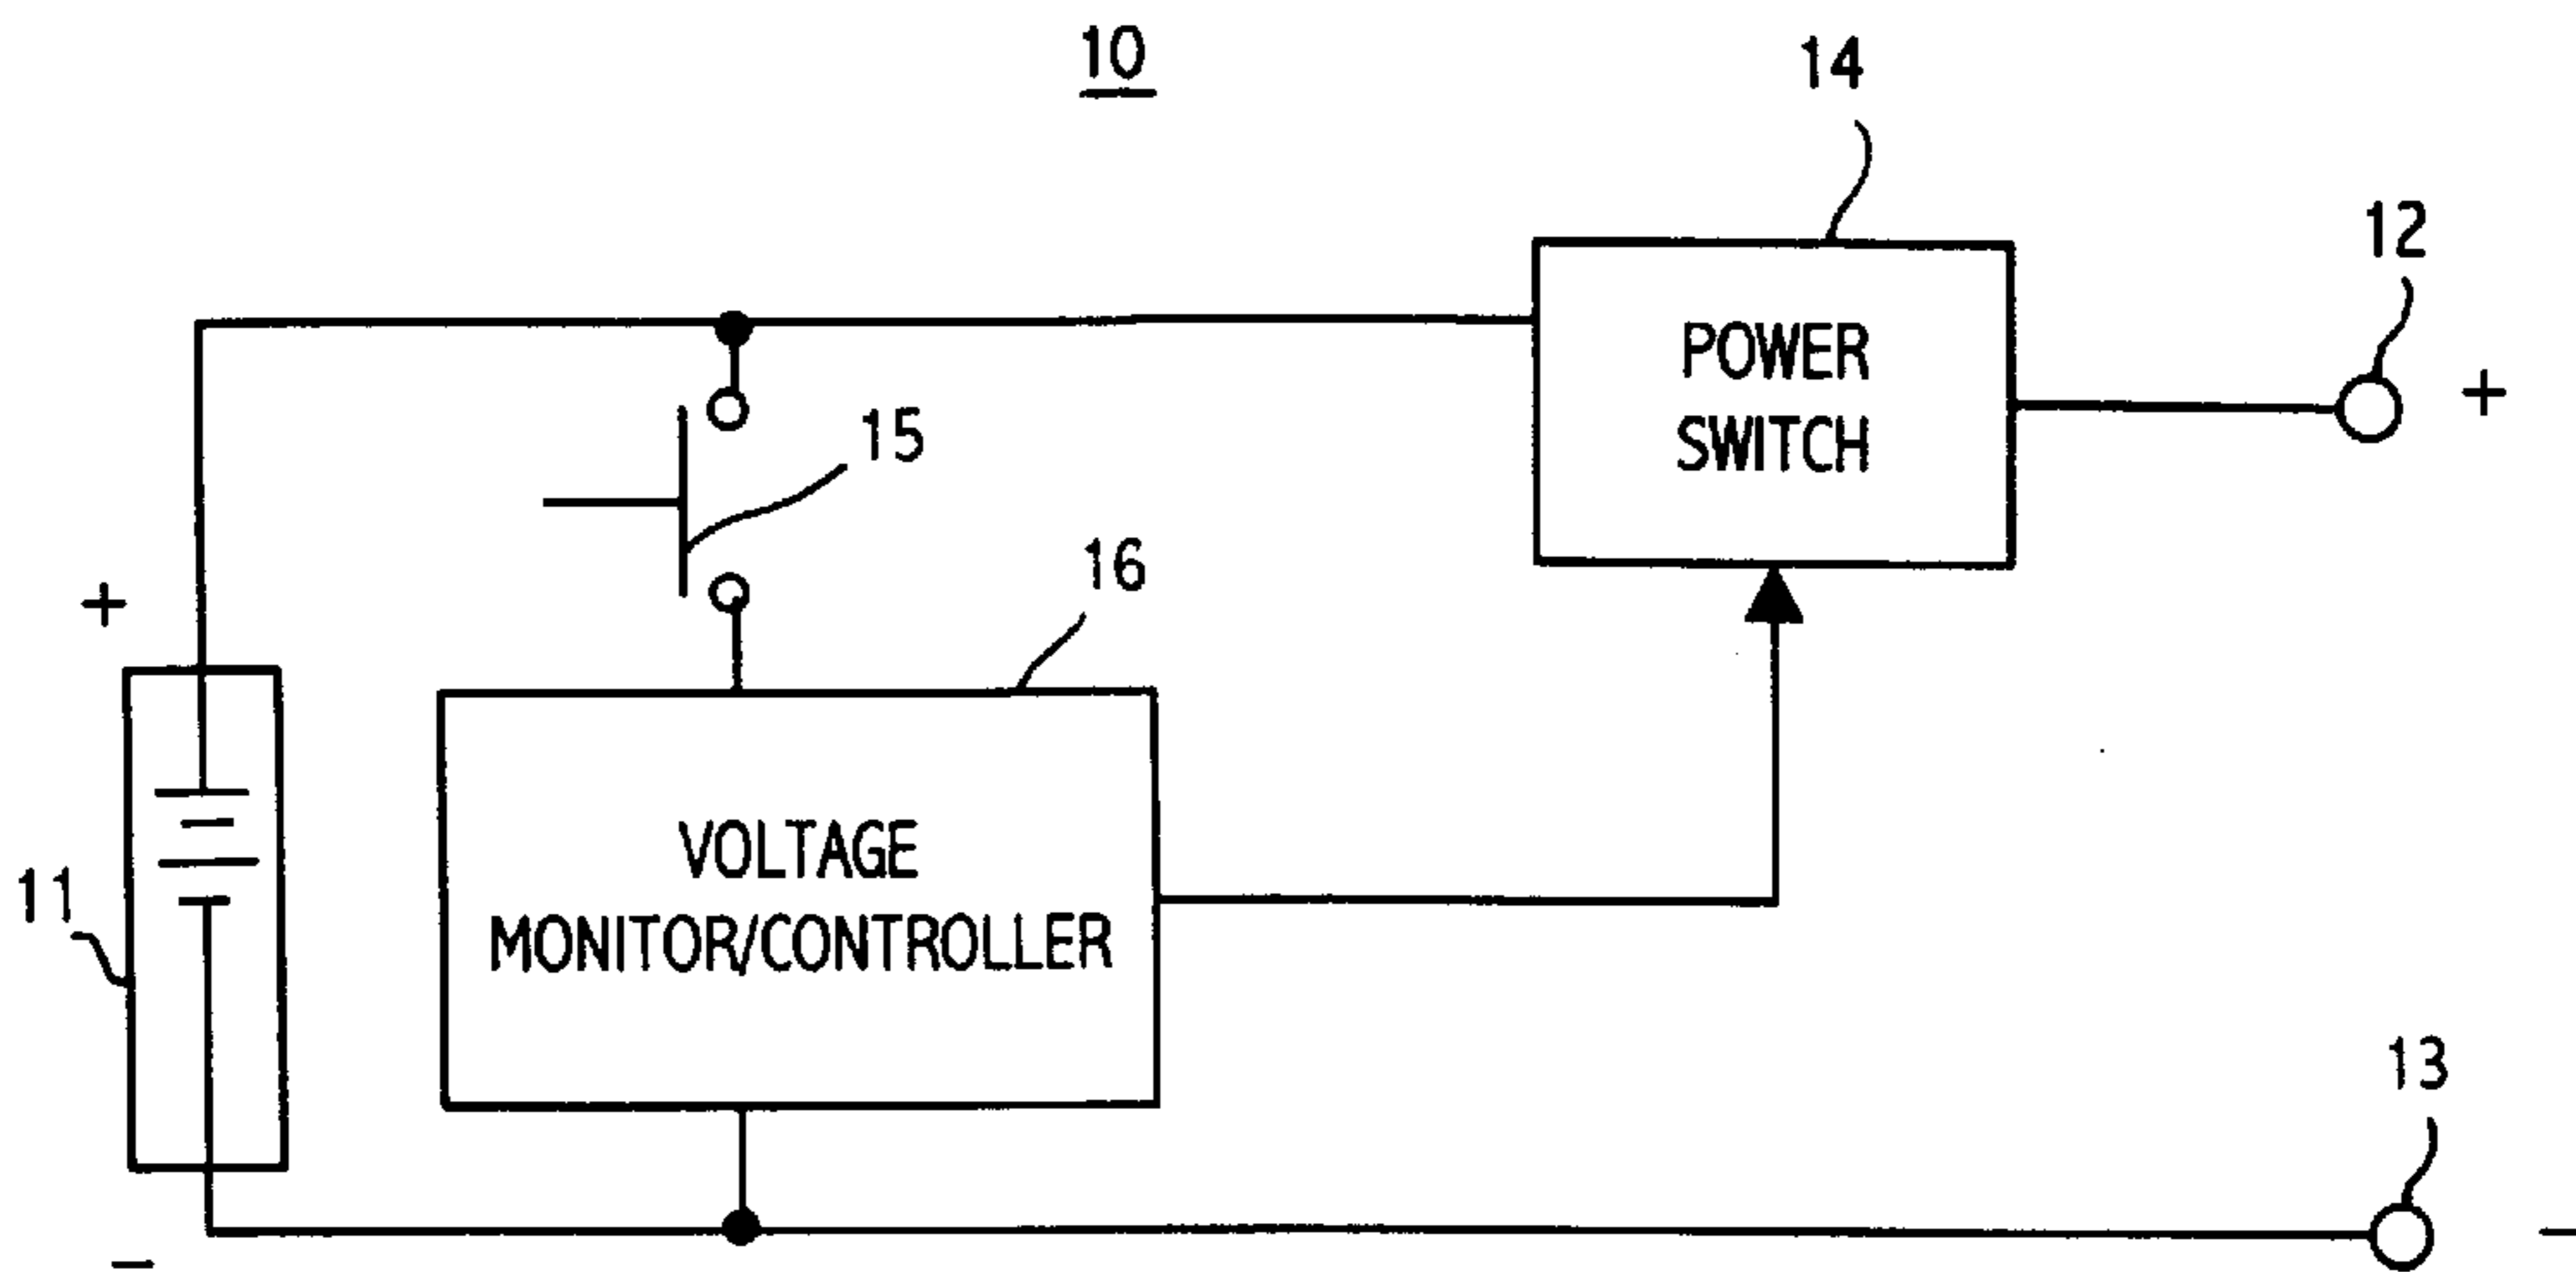 10
14
12
+
POWER
SWITCH
15
16
+
VOLTAGE
MONITOR/CONTROLLER
11
13
−
−